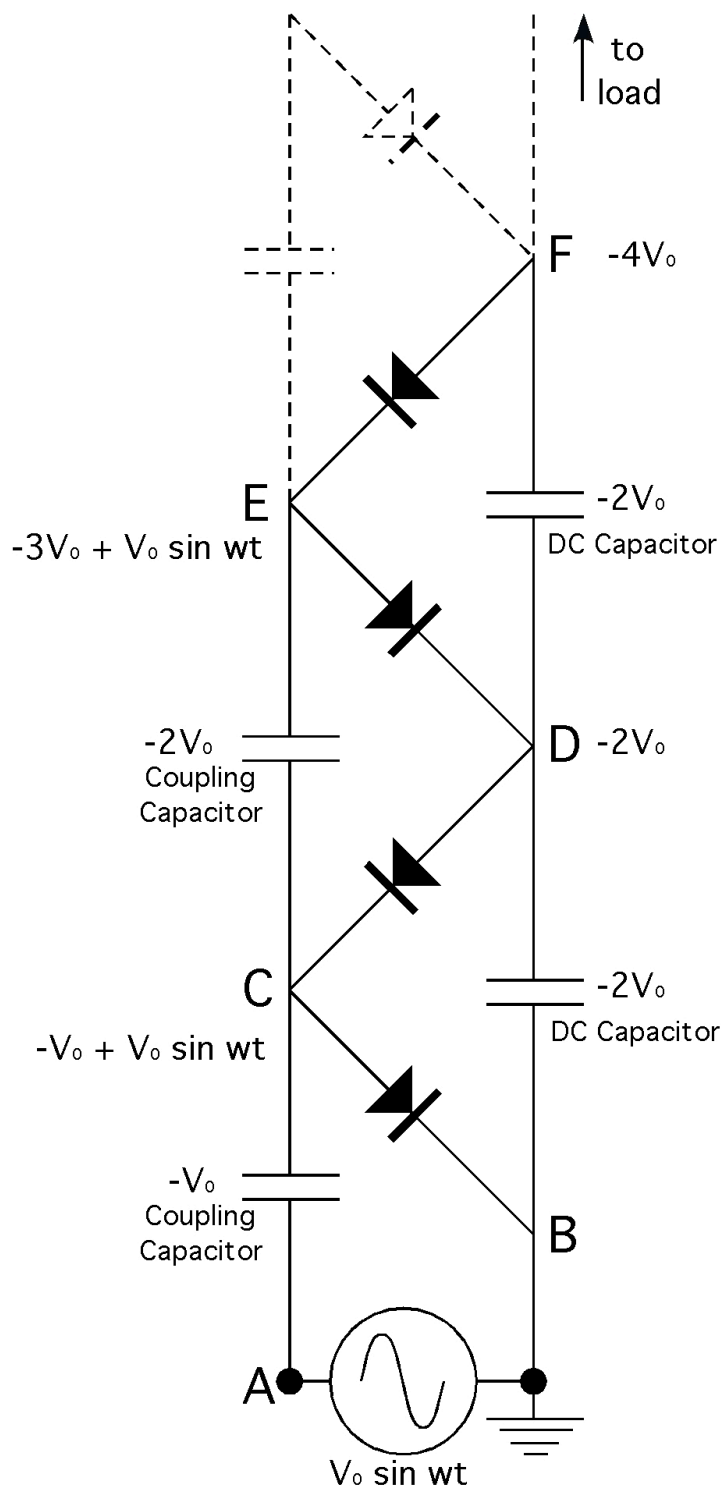 to
load
F -4V₀
E
-2V₀
-3V₀ + V₀ sin wt
DC Capacitor
-2V₀
D -2V₀
Coupling
Capacitor
C
-2V₀
DC Capacitor
-V₀ + V₀ sin wt
-V₀
Coupling
Capacitor
B
A
V₀ sin wt